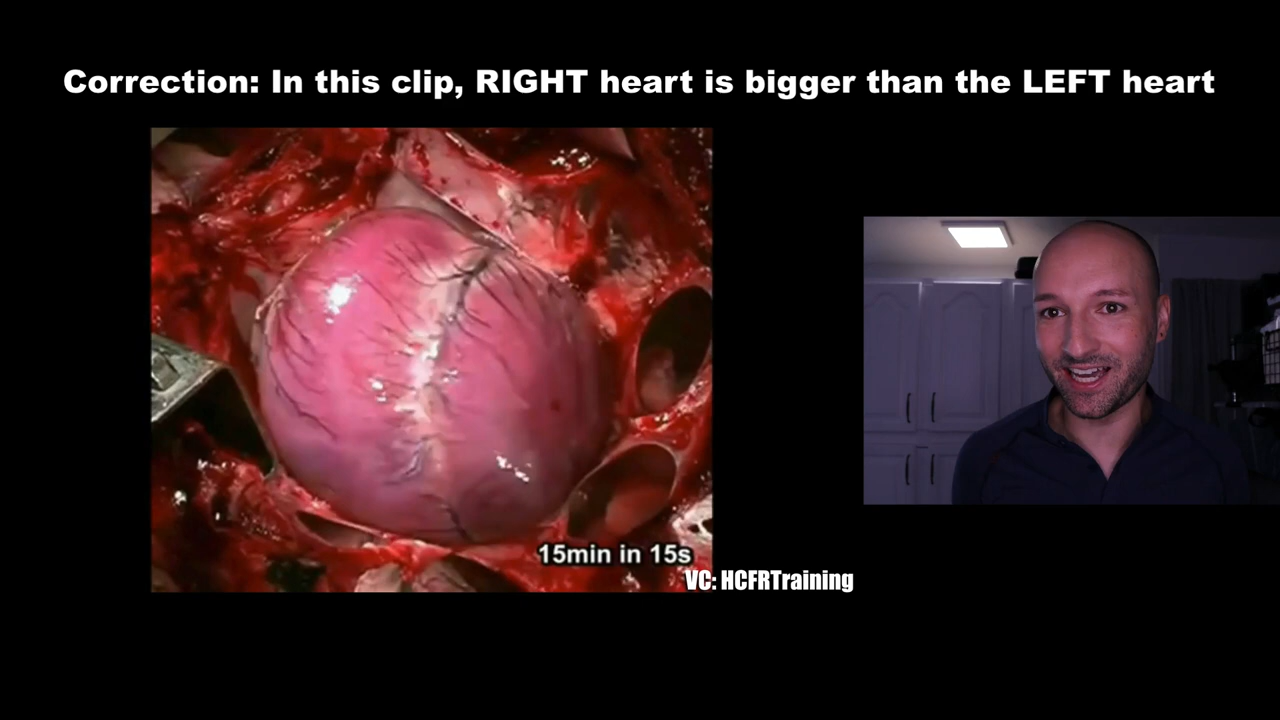 Correction: In this clip, RIGHT heart is bigger than the LEFT heart
15min in 15s
VC: HCFRTraining